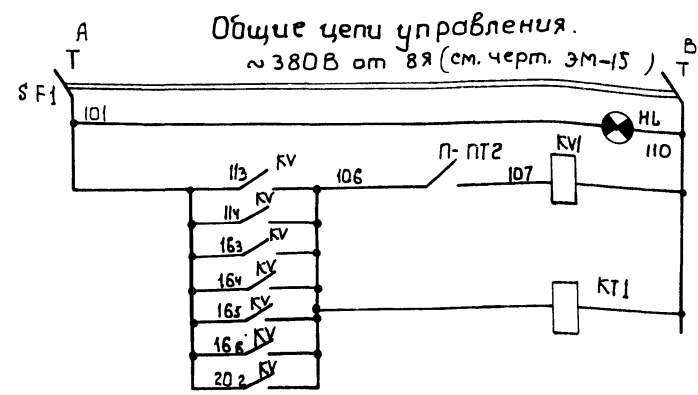 Общие цепи управления.
~380В от 8Я (см. черт. ЭМ-15)
А
В
SF1
101
HL
110
113 KV
106
П-ПТ2
107
KV1
114 KV
163 KV
164 KV
KT1
165 KV
166 KV
202 KV